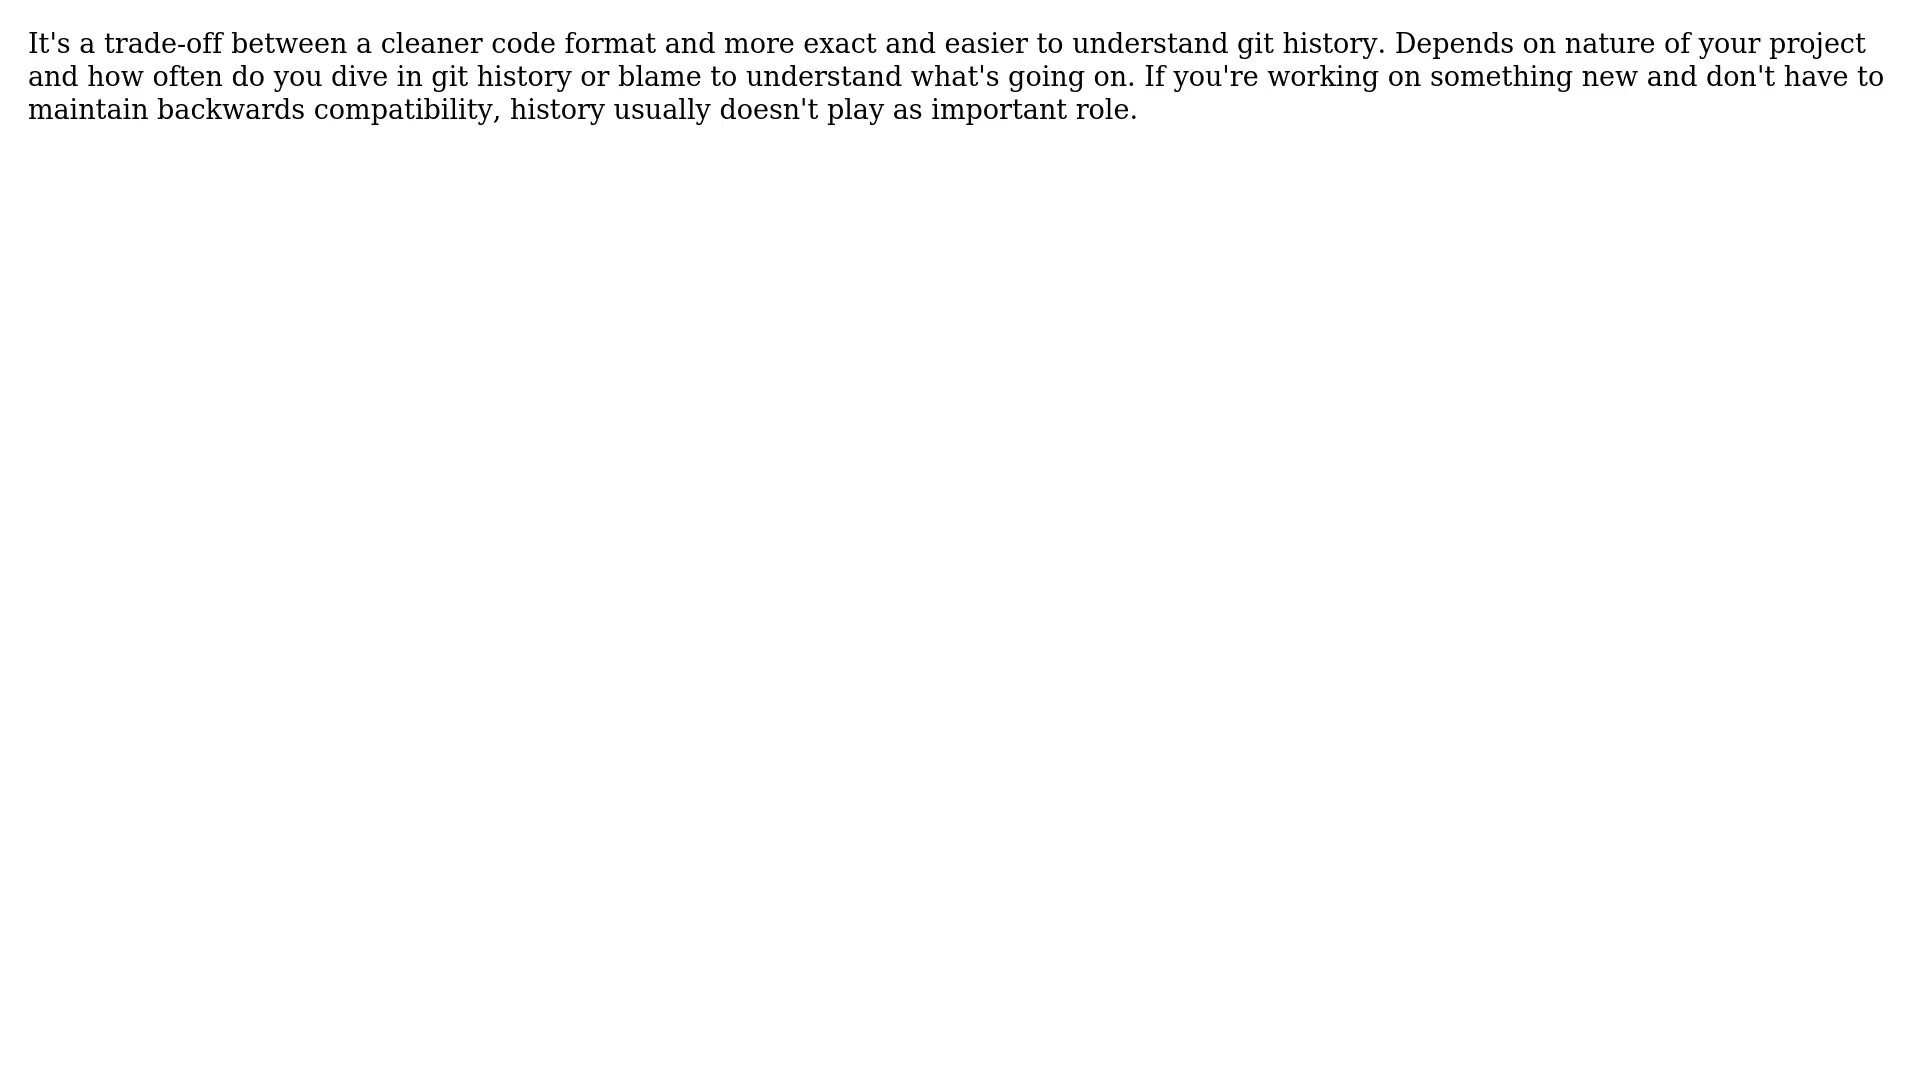 It's a trade-off between a cleaner code format and more exact and easier to understand git history. Depends on nature of your project
and how often do you dive in git history or blame to understand what's going on. If you're working on something new and don't have to
maintain backwards compatibility, history usually doesn't play as important role.